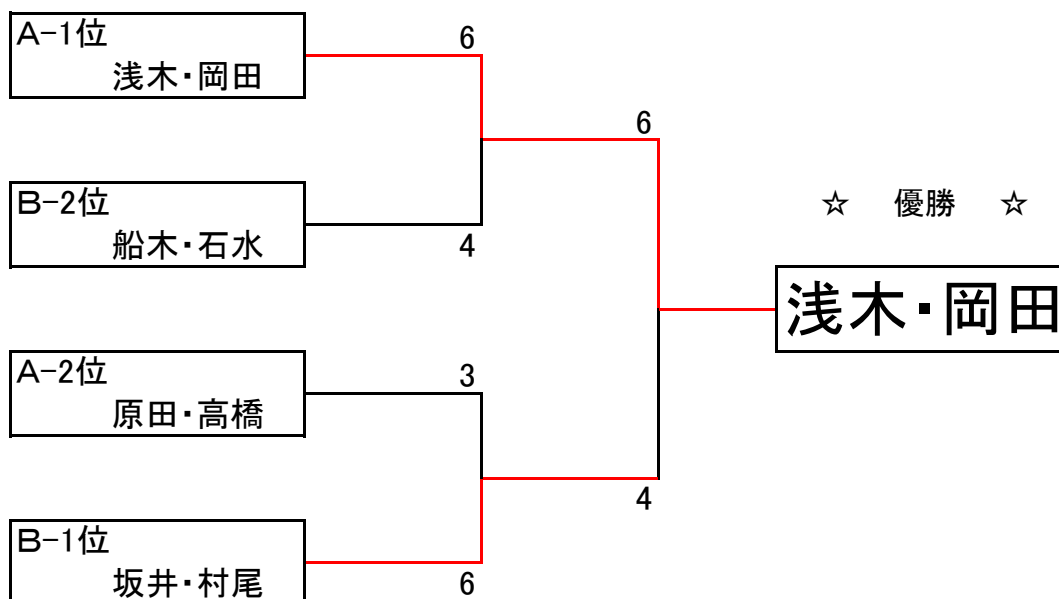 A-1位
浅木・岡田
6
6
B-2位
船木・石水
4
☆ 優勝 ☆
浅木・岡田
A-2位
原田・高橋
3
4
B-1位
坂井・村尾
6